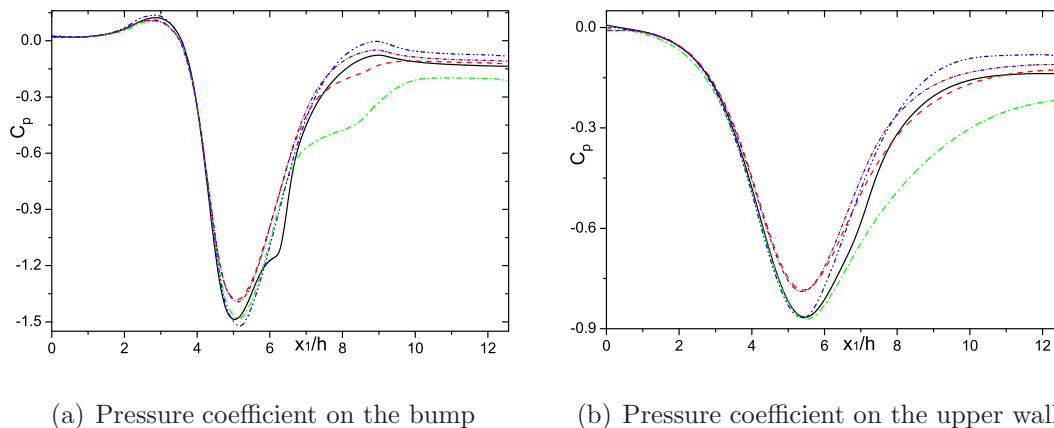 0.0
-0.3
-0.6
-0.9
-1.2
-1.5
Cp
0 2 4 6 8 10 12
x1/h
0.0
-0.3
-0.6
-0.9
Cp
0 2 4 6 8 10 12
x1/h
(a) Pressure coefficient on the bump
(b) Pressure coefficient on the upper wall